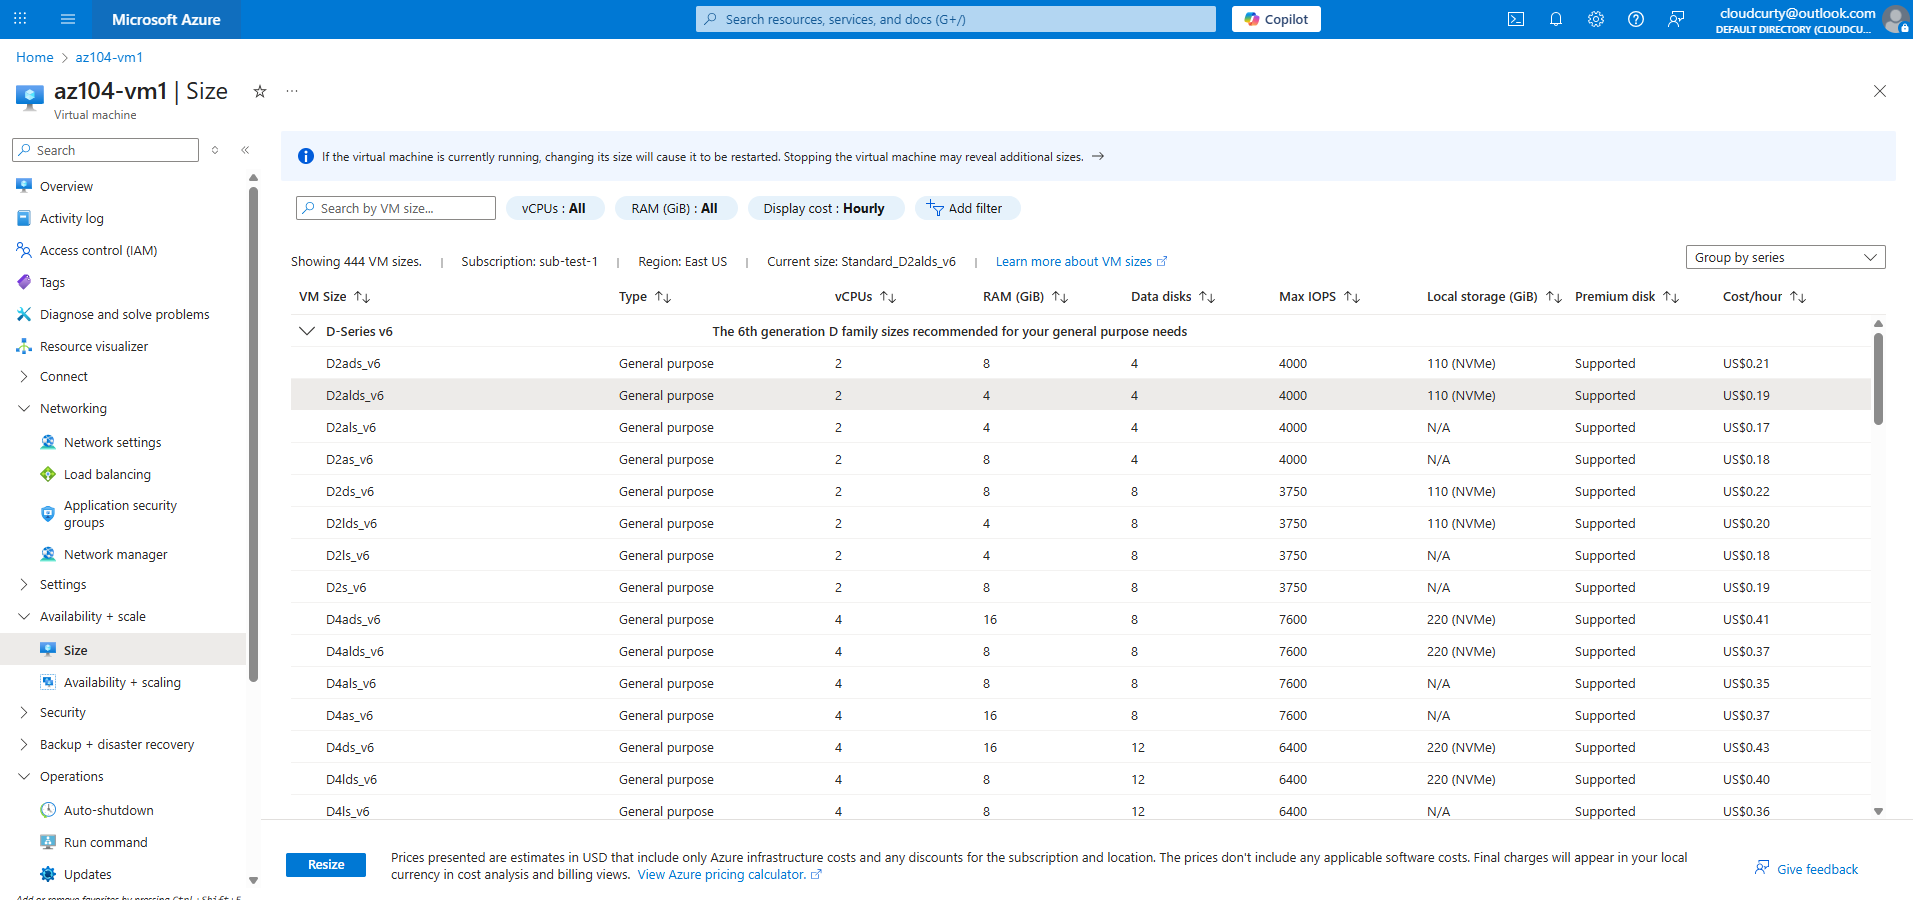 Microsoft Azure
Search resources, services, and docs (G+/)
Copilot
cloudcurty@outlook.com
DEFAULT DIRECTORY (CLOUDCU...
Home > az104-vm1
az104-vm1 | Size
Virtual machine
Search
Overview
Activity log
Access control (IAM)
Tags
Diagnose and solve problems
Resource visualizer
Connect
Networking
Network settings
Load balancing
Application security
groups
Network manager
Settings
Availability + scale
Size
Availability + scaling
Security
Backup + disaster recovery
Operations
Auto-shutdown
Run command
Updates
Add or remove favorites by pressing Ctrl+Shift+F
If the virtual machine is currently running, changing its size will cause it to be restarted. Stopping the virtual machine may reveal additional sizes.
Search by VM size...
vCPUs : All
RAM (GiB) : All
Display cost : Hourly
Add filter
Showing 444 VM sizes. | Subscription: sub-test-1 | Region: East US | Current size: Standard_D2alds_v6 | Learn more about VM sizes
Group by series
VM Size Type vCPUs RAM (GiB) Data disks Max IOPS Local storage (GiB) Premium disk Cost/hour
D-Series v6 The 6th generation D family sizes recommended for your general purpose needs
D2ads_v6 General purpose 2 8 4 4000 110 (NVMe) Supported US$0.21
D2alds_v6 General purpose 2 4 4 4000 110 (NVMe) Supported US$0.19
D2als_v6 General purpose 2 4 4 4000 N/A Supported US$0.17
D2as_v6 General purpose 2 8 4 4000 N/A Supported US$0.18
D2ds_v6 General purpose 2 8 8 3750 110 (NVMe) Supported US$0.22
D2lds_v6 General purpose 2 4 8 3750 110 (NVMe) Supported US$0.20
D2ls_v6 General purpose 2 4 8 3750 N/A Supported US$0.18
D2s_v6 General purpose 2 8 8 3750 N/A Supported US$0.19
D4ads_v6 General purpose 4 16 8 7600 220 (NVMe) Supported US$0.41
D4alds_v6 General purpose 4 8 8 7600 220 (NVMe) Supported US$0.37
D4als_v6 General purpose 4 8 8 7600 N/A Supported US$0.35
D4as_v6 General purpose 4 16 8 7600 N/A Supported US$0.37
D4ds_v6 General purpose 4 16 12 6400 220 (NVMe) Supported US$0.43
D4lds_v6 General purpose 4 8 12 6400 220 (NVMe) Supported US$0.40
D4ls_v6 General purpose 4 8 12 6400 N/A Supported US$0.36
Resize
Prices presented are estimates in USD that include only Azure infrastructure costs and any discounts for the subscription and location. The prices don't include any applicable software costs. Final charges will appear in your local
currency in cost analysis and billing views. View Azure pricing calculator.
Give feedback